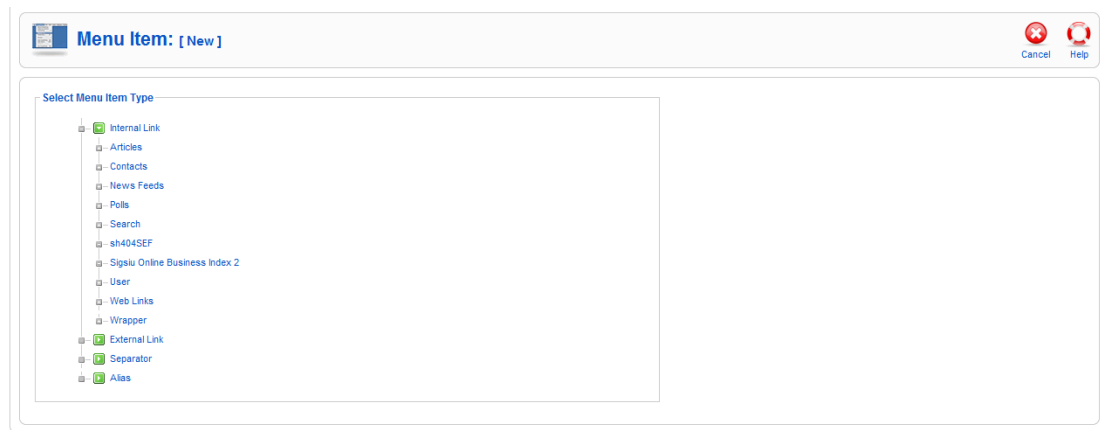 Menu Item: [ New ]
Cancel
Help
Select Menu Item Type
Internal Link
Articles
Contacts
News Feeds
Polls
Search
sh404SEF
Sigsiu Online Business Index 2
User
Web Links
Wrapper
External Link
Separator
Alias